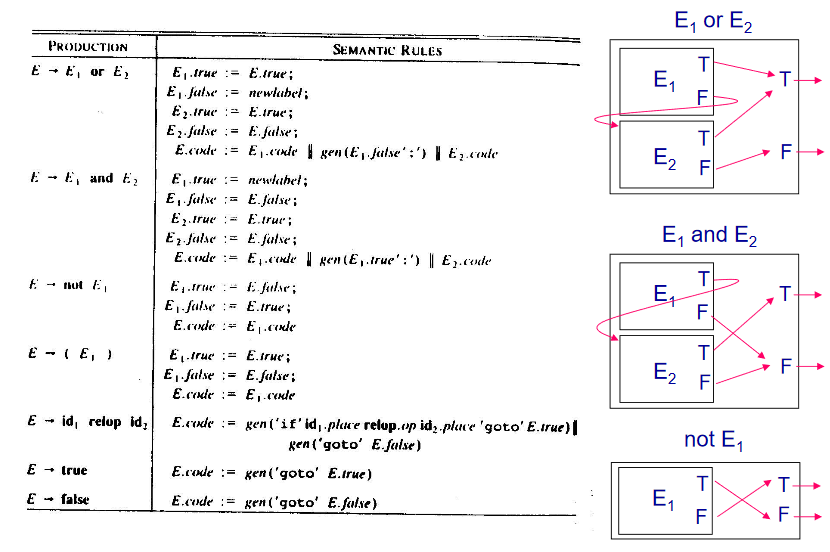 PRODUCTION SEMANTIC RULES
E → E₁ or E₂ E₁.true := E.true;
E₁.false := newlabel;
E₂.true := E.true;
E₂.false := E.false;
E.code := E₁.code ‖ gen(E₁.false ':') ‖ E₂.code
E → E₁ and E₂ E₁.true := newlabel;
E₁.false := E.false;
E₂.true := E.true;
E₂.false := E.false;
E.code := E₁.code ‖ gen(E₁.true ':') ‖ E₂.code
E → not E₁ E₁.true := E.false;
E₁.false := E.true;
E.code := E₁.code
E → ( E₁ ) E₁.true := E.true;
E₁.false := E.false;
E.code := E₁.code
E → id₁ relop id₂ E.code := gen('if' id₁.place relop.op id₂.place 'goto' E.true) ‖
gen('goto' E.false)
E → true E.code := gen('goto' E.true)
E → false E.code := gen('goto' E.false)
E₁ or E₂
E₁ T T
F
E₂ T
F F
E₁ and E₂
E₁ T T
F
E₂ T
F F
not E₁
E₁ T T
F F